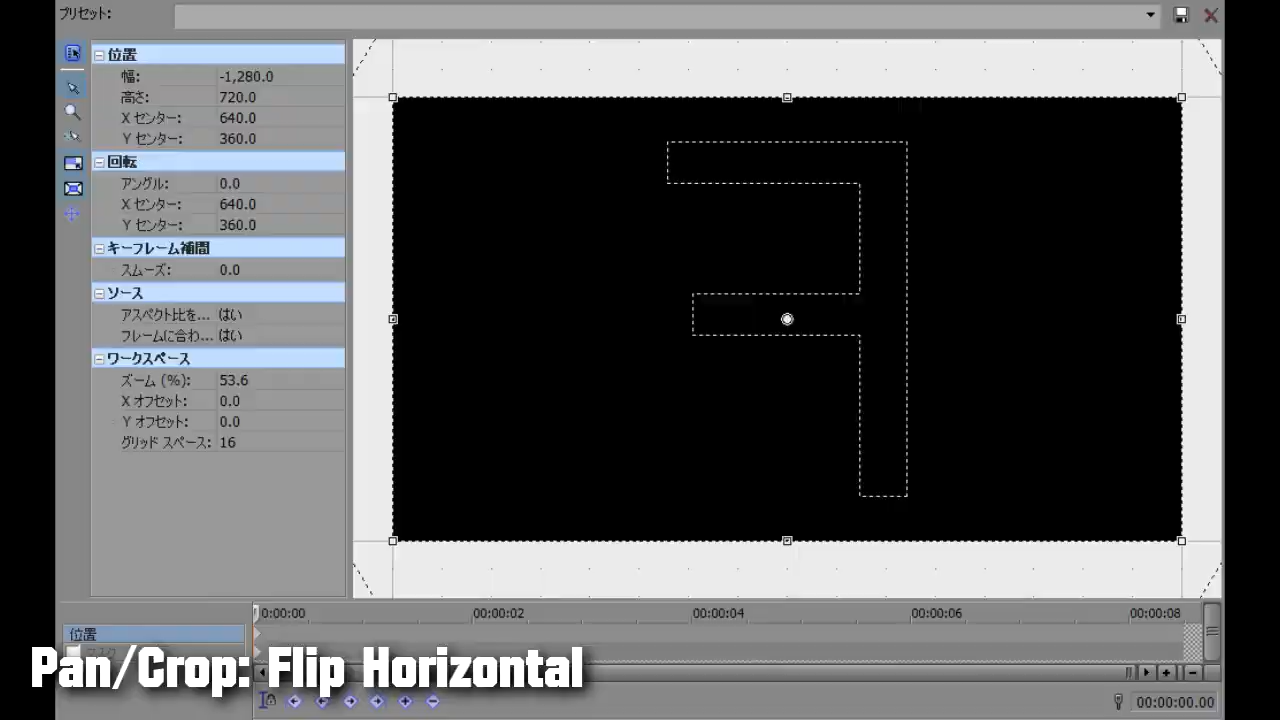 プリセット:
位置
幅: -1,280.0
高さ: 720.0
X センター: 640.0
Y センター: 360.0
回転
アングル: 0.0
X センター: 640.0
Y センター: 360.0
キーフレーム補間
スムーズ: 0.0
ソース
アスペクト比を... はい
フレームに合わ... はい
ワークスペース
ズーム (%): 53.6
X オフセット: 0.0
Y オフセット: 0.0
グリッド スペース: 16
0:00:00 00:00:02 00:00:04 00:00:06 00:00:08
位置
Pan/Crop: Flip Horizontal
00:00:00.00